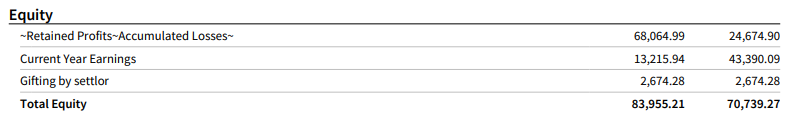 Equity
~Retained Profits~Accumulated Losses~ 68,064.99 24,674.90
Current Year Earnings 13,215.94 43,390.09
Gifting by settlor 2,674.28 2,674.28
Total Equity 83,955.21 70,739.27